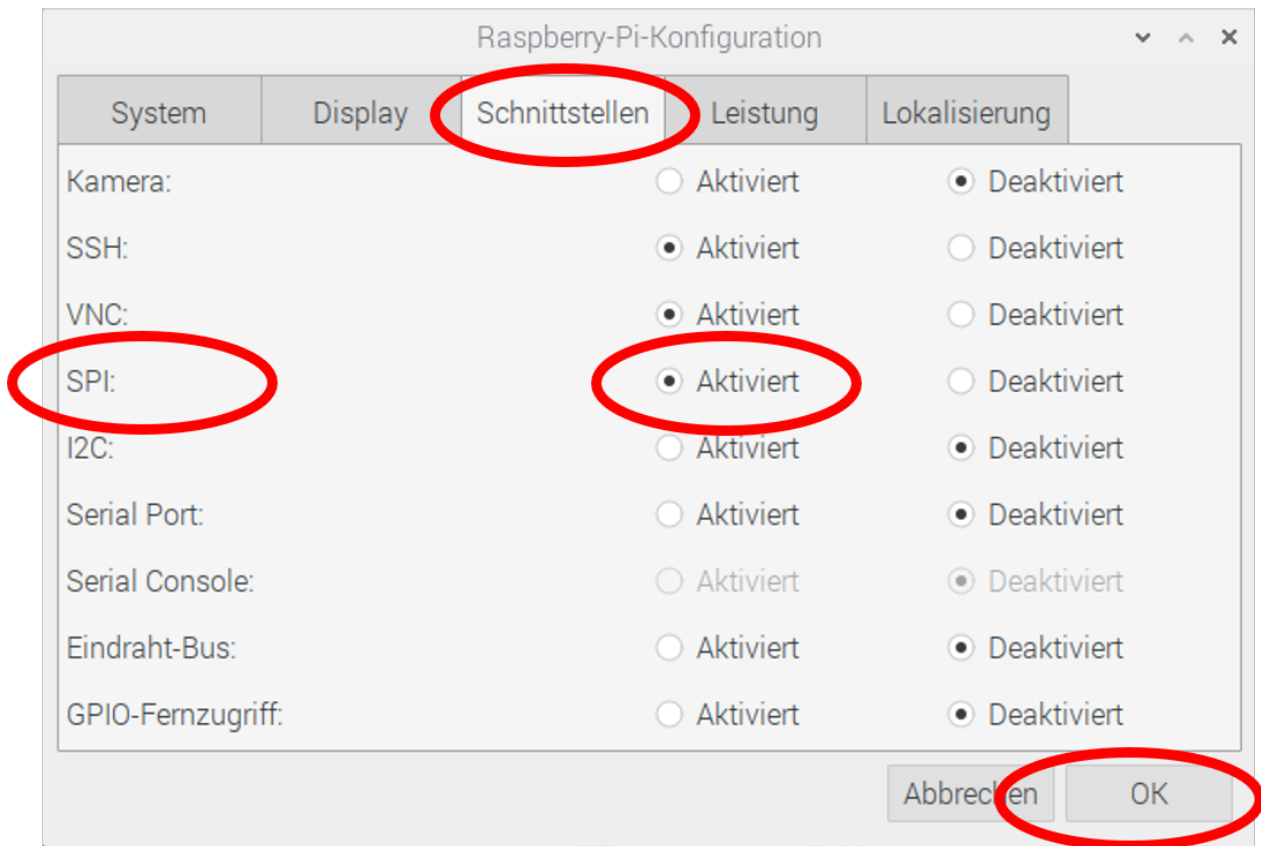 Raspberry-Pi-Konfiguration
System Display Schnittstellen Leistung Lokalisierung
Kamera: Aktiviert Deaktiviert
SSH: Aktiviert Deaktiviert
VNC: Aktiviert Deaktiviert
SPI: Aktiviert Deaktiviert
I2C: Aktiviert Deaktiviert
Serial Port: Aktiviert Deaktiviert
Serial Console: Aktiviert Deaktiviert
Eindraht-Bus: Aktiviert Deaktiviert
GPIO-Fernzugriff: Aktiviert Deaktiviert
Abbrechen OK